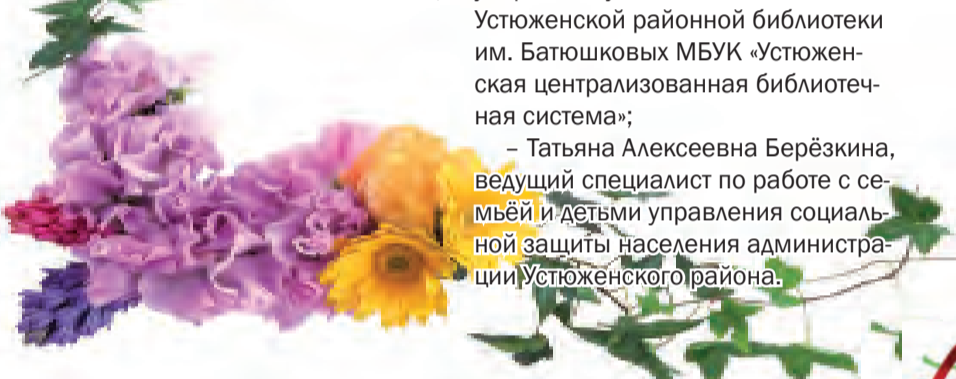 Устюженской районной библиотеки
им. Батюшковых МБУК «Устюжен-
ская централизованная библиотеч-
ная система»;
– Татьяна Алексеевна Берёзкина,
ведущий специалист по работе с се-
мьёй и детьми управления социаль-
ной защиты населения администра-
ции Устюженского района.